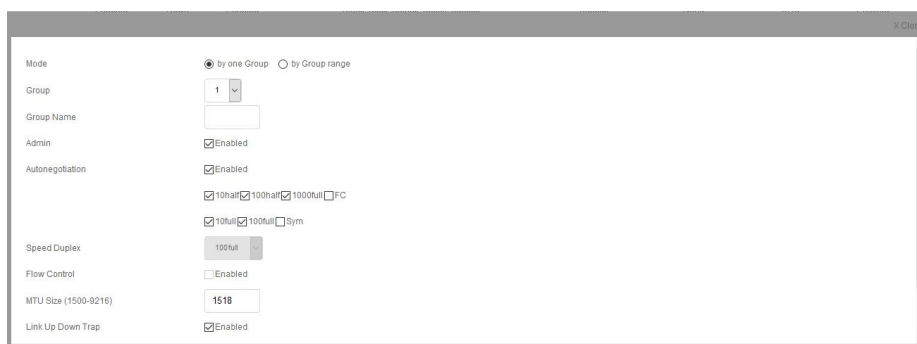 X Clo
Mode by one Group by Group range
Group 1
Group Name
Admin Enabled
Autonegotiation Enabled
10half 100half 1000full FC
10full 100full Sym
Speed Duplex 100full
Flow Control Enabled
MTU Size (1500-9216) 1518
Link Up Down Trap Enabled